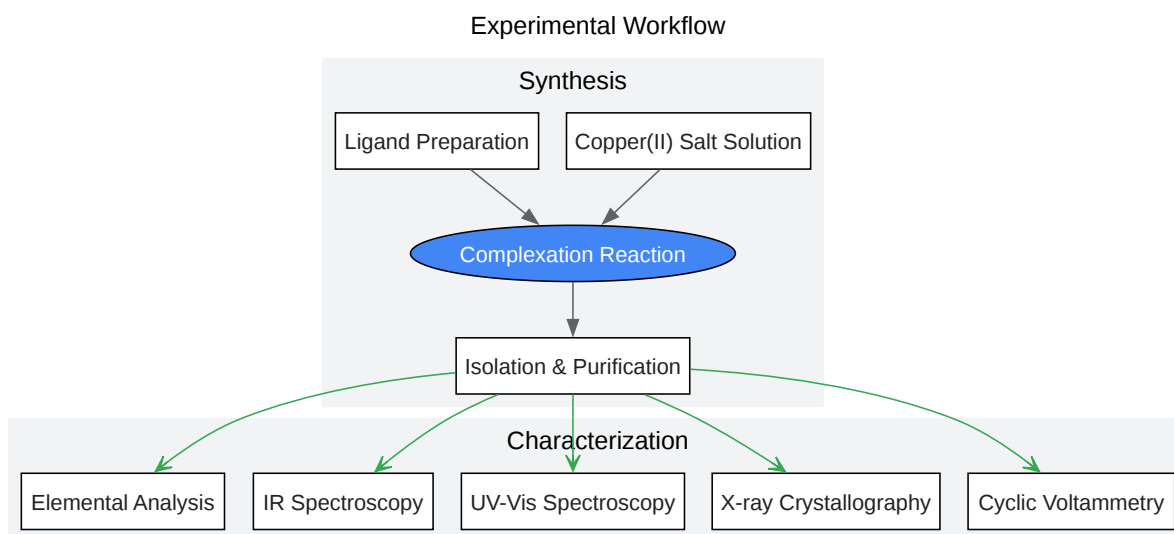 Experimental Workflow
Synthesis
Ligand Preparation
Copper(II) Salt Solution
Complexation Reaction
Isolation & Purification
Characterization
Elemental Analysis
IR Spectroscopy
UV-Vis Spectroscopy
X-ray Crystallography
Cyclic Voltammetry